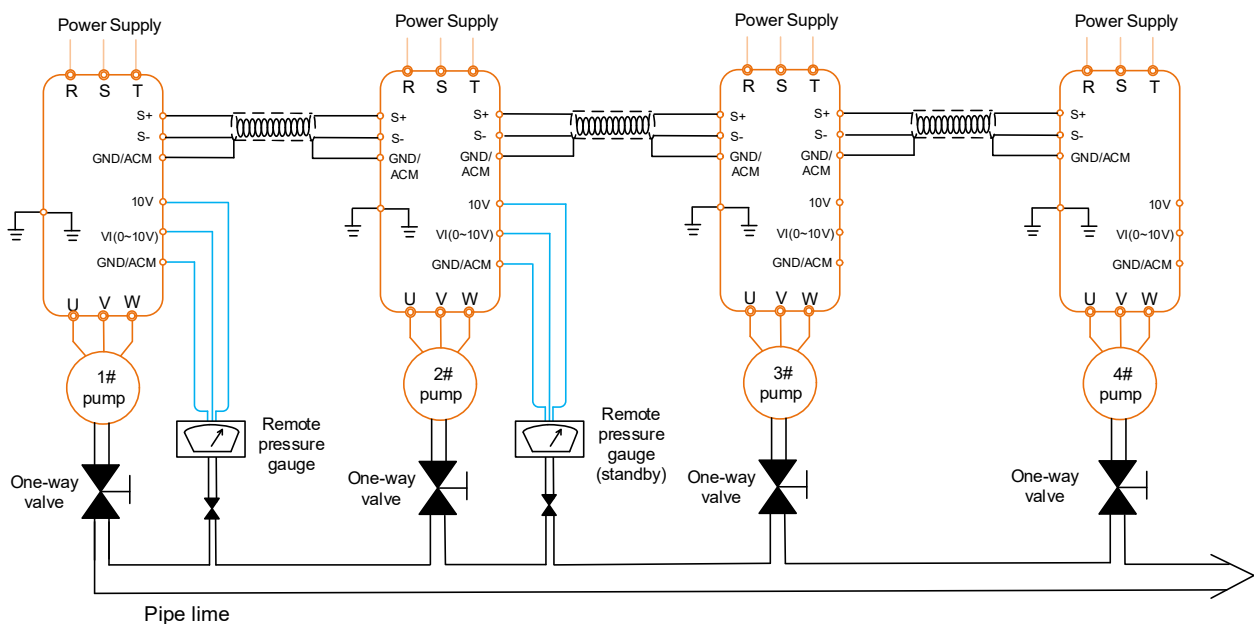 Power Supply
R S T
S+
S-
GND/ACM
10V
VI(0~10V)
GND/ACM
U V W
1#
pump
Remote
pressure
gauge
One-way
valve
Power Supply
R S T
S+
S-
GND/
ACM
S+
S-
GND/
ACM
10V
VI(0~10V)
GND/ACM
U V W
2#
pump
Remote
pressure
gauge
(standby)
One-way
valve
Power Supply
R S T
S+
S-
GND/
ACM
S+
S-
GND/
ACM
10V
VI(0~10V)
GND/ACM
U V W
3#
pump
One-way
valve
Power Supply
R S T
S+
S-
GND/ACM
10V
VI(0~10V)
GND/ACM
U V W
4#
pump
One-way
valve
Pipe lime